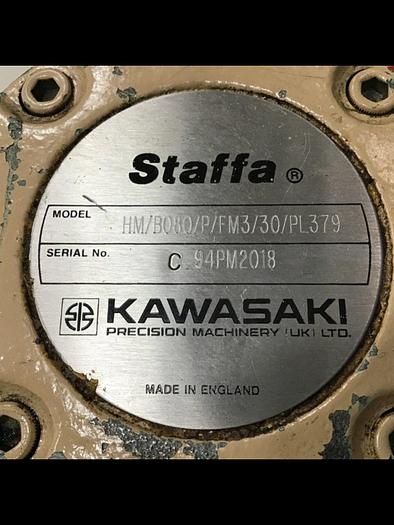 Staffa ®
MODEL HM/B080/P/FM3/30/PL379
SERIAL No. C 94PM2018
KAWASAKI
PRECISION MACHINERY (UK) LTD.
MADE IN ENGLAND